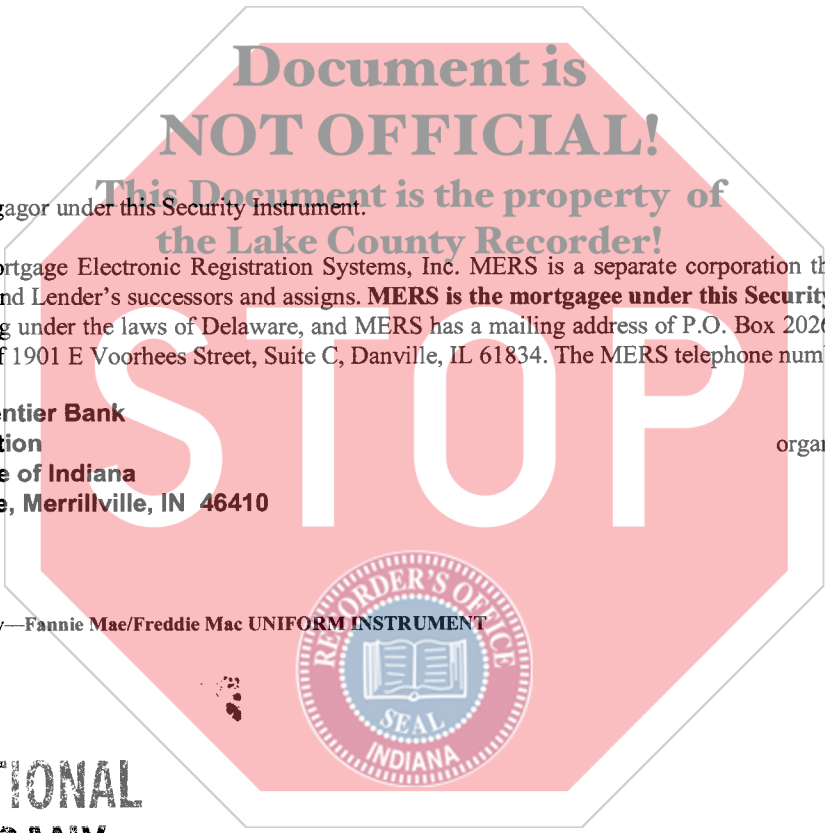 Document is
NOT OFFICIAL!
This Document is the property of
the Lake County Recorder!
gagor under this Security Instrument.
ortgage Electronic Registration Systems, Inc. MERS is a separate corporation th
nd Lender's successors and assigns. MERS is the mortgagee under this Security
g under the laws of Delaware, and MERS has a mailing address of P.O. Box 2026
f 1901 E Voorhees Street, Suite C, Danville, IL 61834. The MERS telephone num
STOP
ntier Bank
tion organ
e of Indiana
e, Merrillville, IN 46410
y—Fannie Mae/Freddie Mac UNIFORM INSTRUMENT
RECORDER'S OFFICE
SEAL
INDIANA
TIONAL